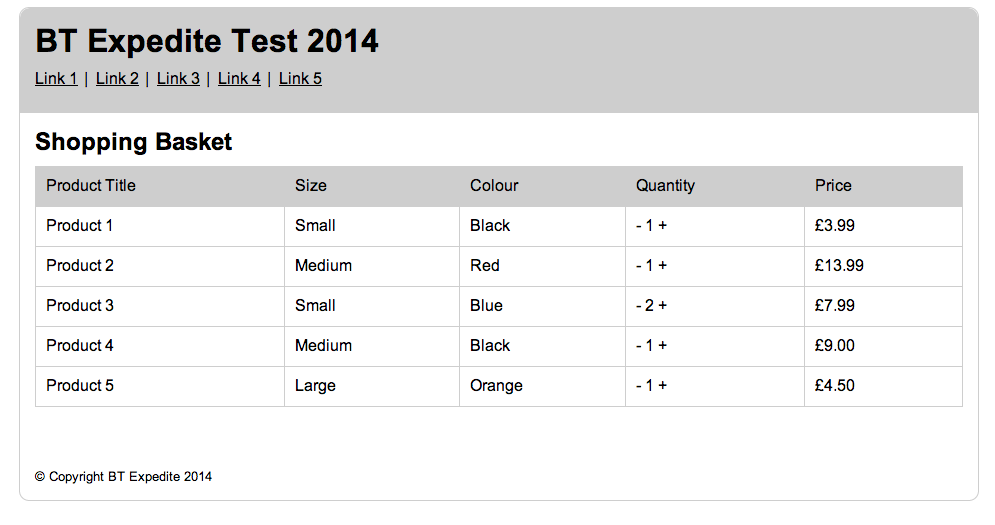 BT Expedite Test 2014
Link 1 | Link 2 | Link 3 | Link 4 | Link 5
Shopping Basket
Product Title Size Colour Quantity Price
Product 1 Small Black - 1 + £3.99
Product 2 Medium Red - 1 + £13.99
Product 3 Small Blue - 2 + £7.99
Product 4 Medium Black - 1 + £9.00
Product 5 Large Orange - 1 + £4.50
© Copyright BT Expedite 2014